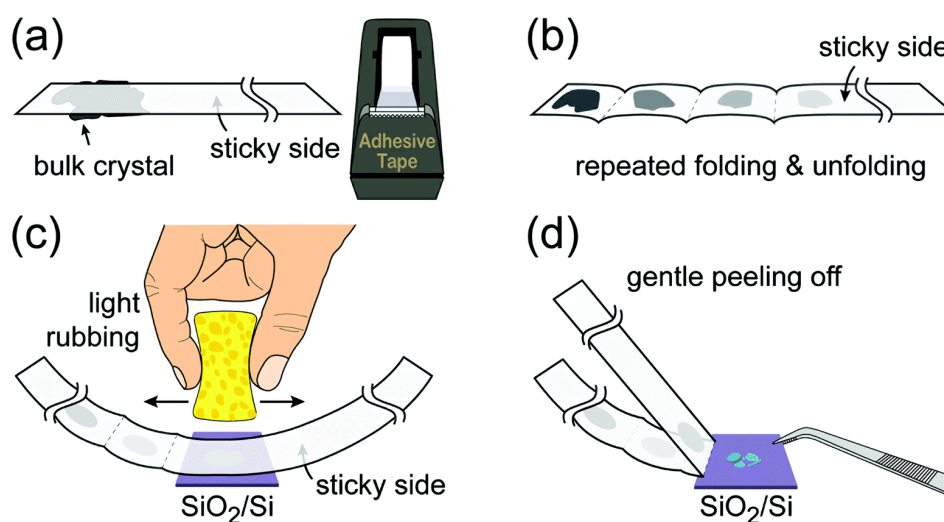 (a)
bulk crystal
sticky side
Adhesive
Tape
(b)
sticky side
repeated folding & unfolding
(c)
light
rubbing
sticky side
SiO₂/Si
(d)
gentle peeling off
SiO₂/Si